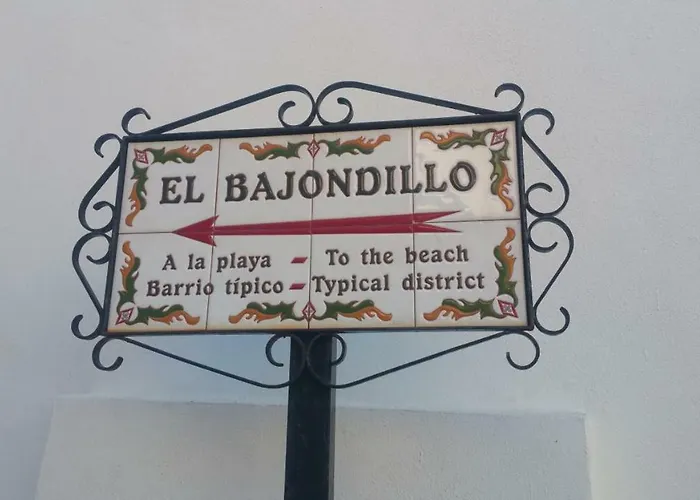 EL BAJONDILLO
A la playa - To the beach
Barrio típico - Typical district